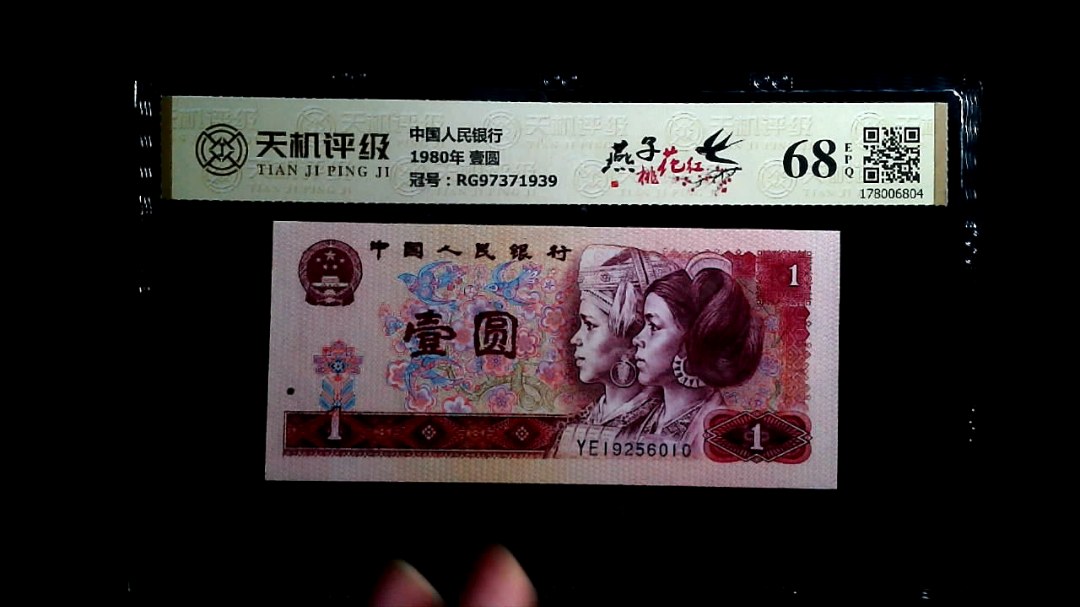 天机评级
TIAN JI PING JI
中国人民银行
1980年 壹圆
冠号：RG97371939
燕子
桃花红
68
EPQ
178006804
中国人民银行
壹圆
1
1
1
YE19256010